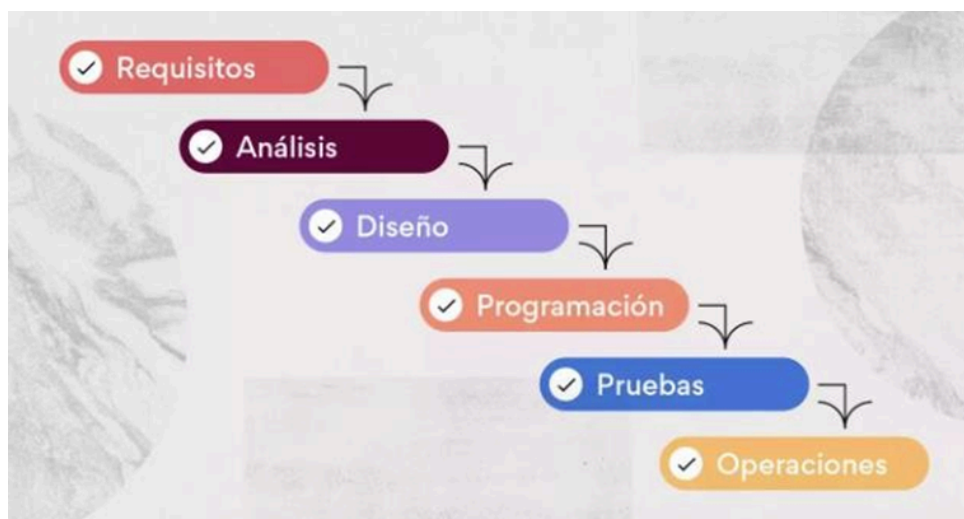 Requisitos
Análisis
Diseño
Programación
Pruebas
Operaciones